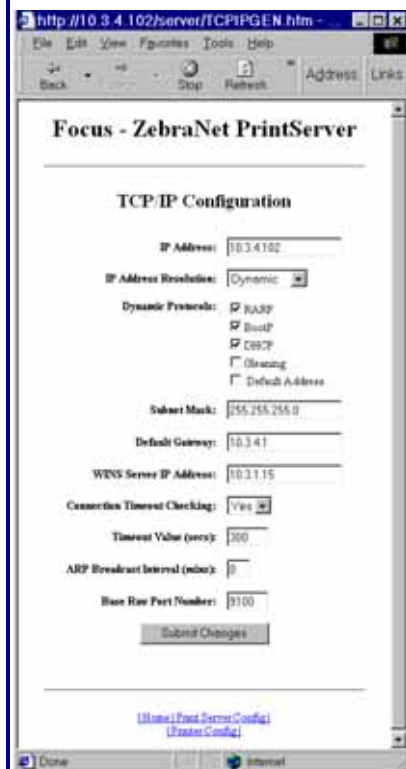 http://10.3.4.102/server/TCPIPGEN.htm - ...
File Edit View Favorites Tools Help
Back Stop Refresh Address Links
Focus - ZebraNet PrintServer
TCP/IP Configuration
IP Address: 10.3.4.102
IP Address Resolution: Dynamic
Dynamic Protocols: RARP
BootP
DHCP
Gleaning
Default Address
Subnet Mask: 255.255.255.0
Default Gateway: 10.3.4.1
WINS Server IP Address: 10.3.1.15
Connection Timeout Checking: Yes
Timeout Value (secs): 300
ARP Broadcast Interval (mins): 0
Base Raw Port Number: 9100
Submit Changes
[Home | Print Server Config]
[Printer Config]
Done Internet